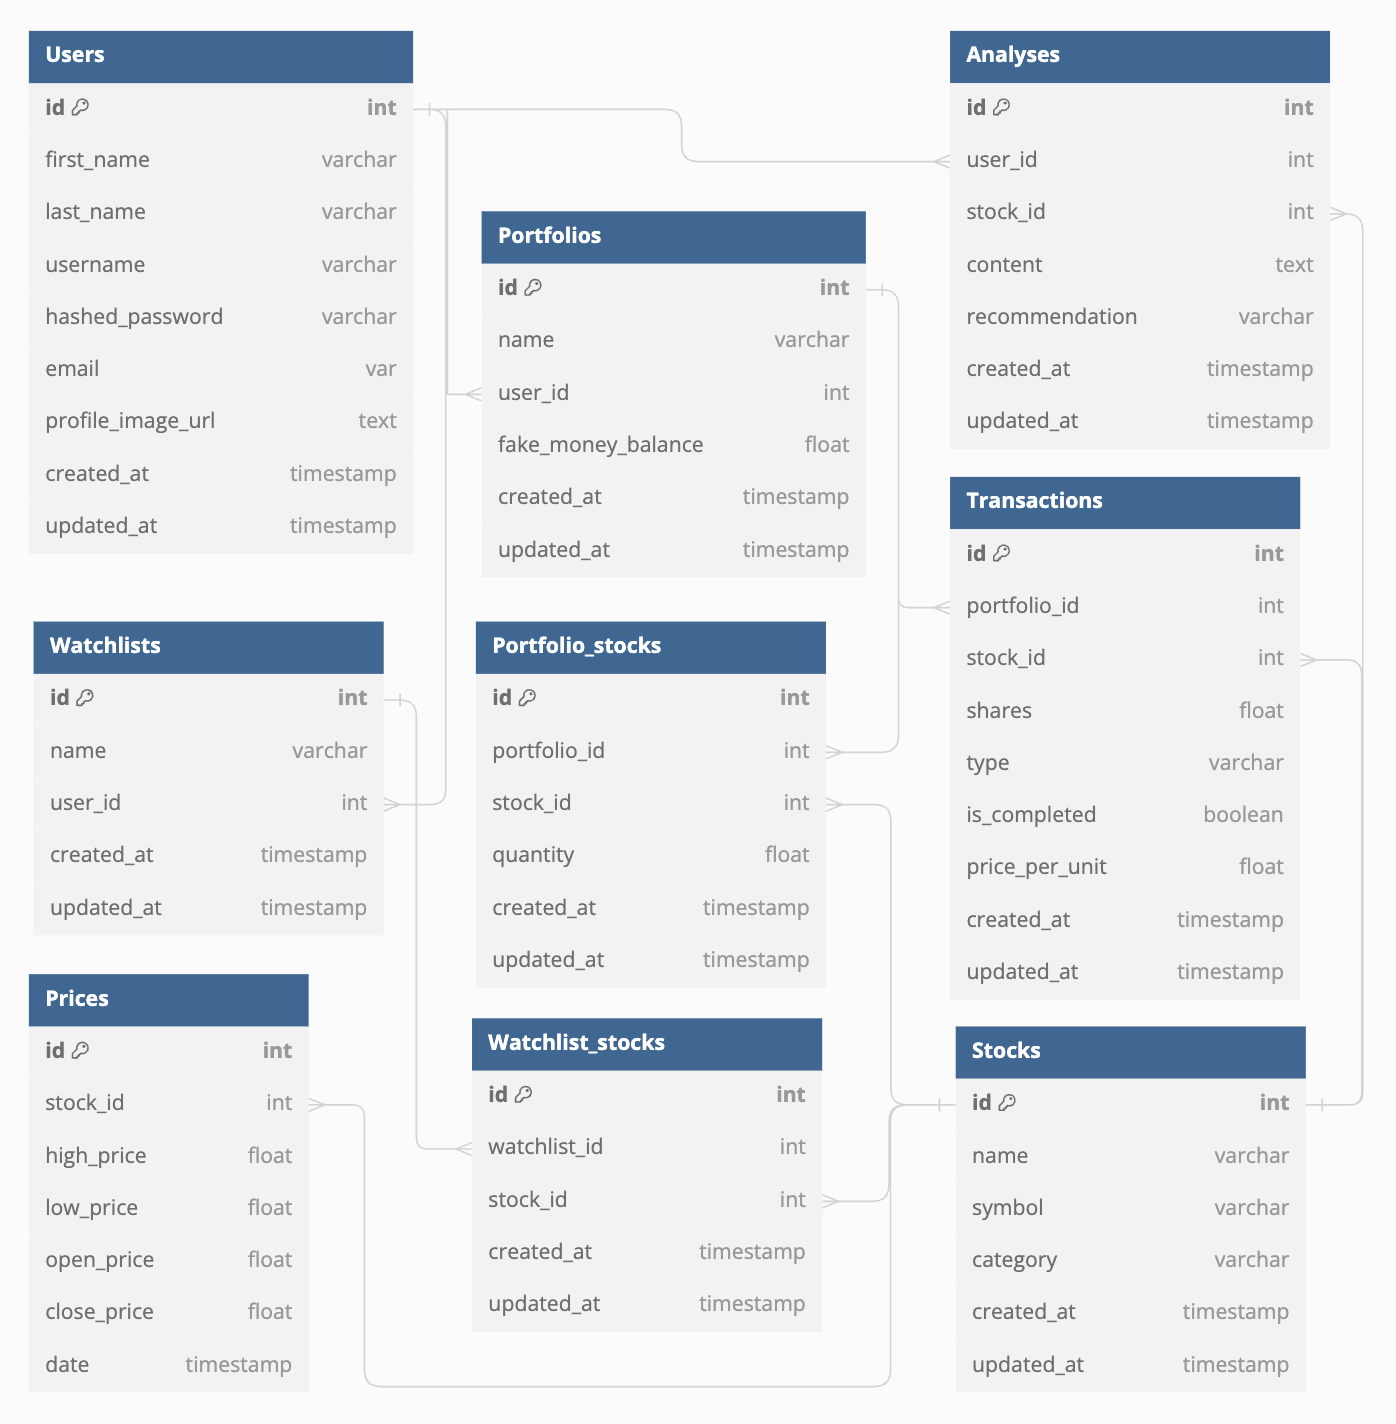 Users
id int
first_name varchar
last_name varchar
username varchar
hashed_password varchar
email var
profile_image_url text
created_at timestamp
updated_at timestamp
Analyses
id int
user_id int
stock_id int
content text
recommendation varchar
created_at timestamp
updated_at timestamp
Portfolios
id int
name varchar
user_id int
fake_money_balance float
created_at timestamp
updated_at timestamp
Transactions
id int
portfolio_id int
stock_id int
shares float
type varchar
is_completed boolean
price_per_unit float
created_at timestamp
updated_at timestamp
Watchlists
id int
name varchar
user_id int
created_at timestamp
updated_at timestamp
Portfolio_stocks
id int
portfolio_id int
stock_id int
quantity float
created_at timestamp
updated_at timestamp
Prices
id int
stock_id int
high_price float
low_price float
open_price float
close_price float
date timestamp
Watchlist_stocks
id int
watchlist_id int
stock_id int
created_at timestamp
updated_at timestamp
Stocks
id int
name varchar
symbol varchar
category varchar
created_at timestamp
updated_at timestamp